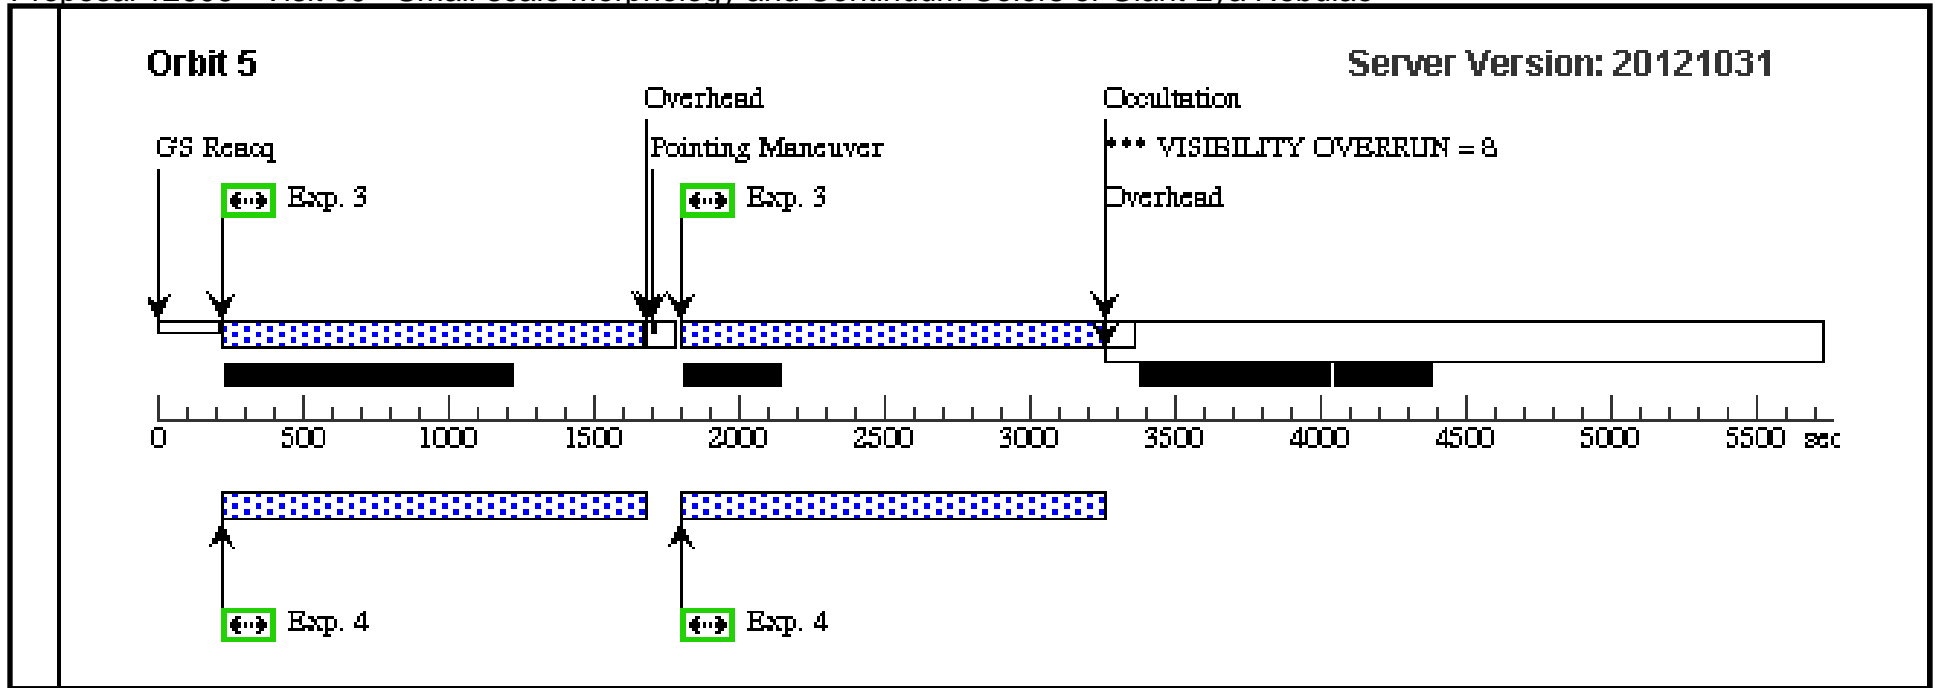 Orbit 5
Server Version: 20121031
Overhead
Occultation
GS Reacq
Pointing Maneuver
*** VISIBILITY OVERRUN = 8
Exp. 3
Exp. 3
Overhead
0 500 1000 1500 2000 2500 3000 3500 4000 4500 5000 5500 sec
Exp. 4
Exp. 4